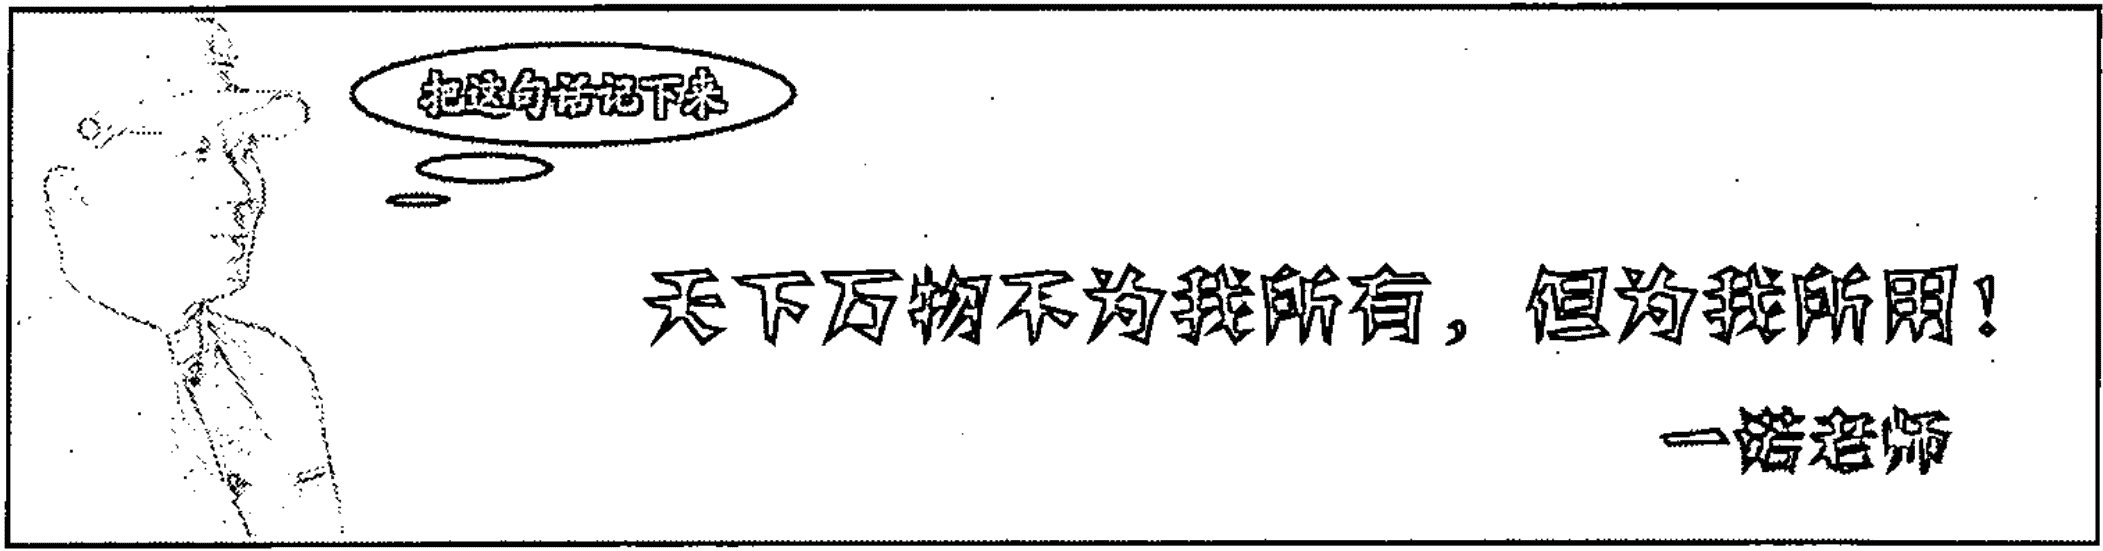 把这句话记下来
天下万物不为我所有，但为我所用！
一诺老师